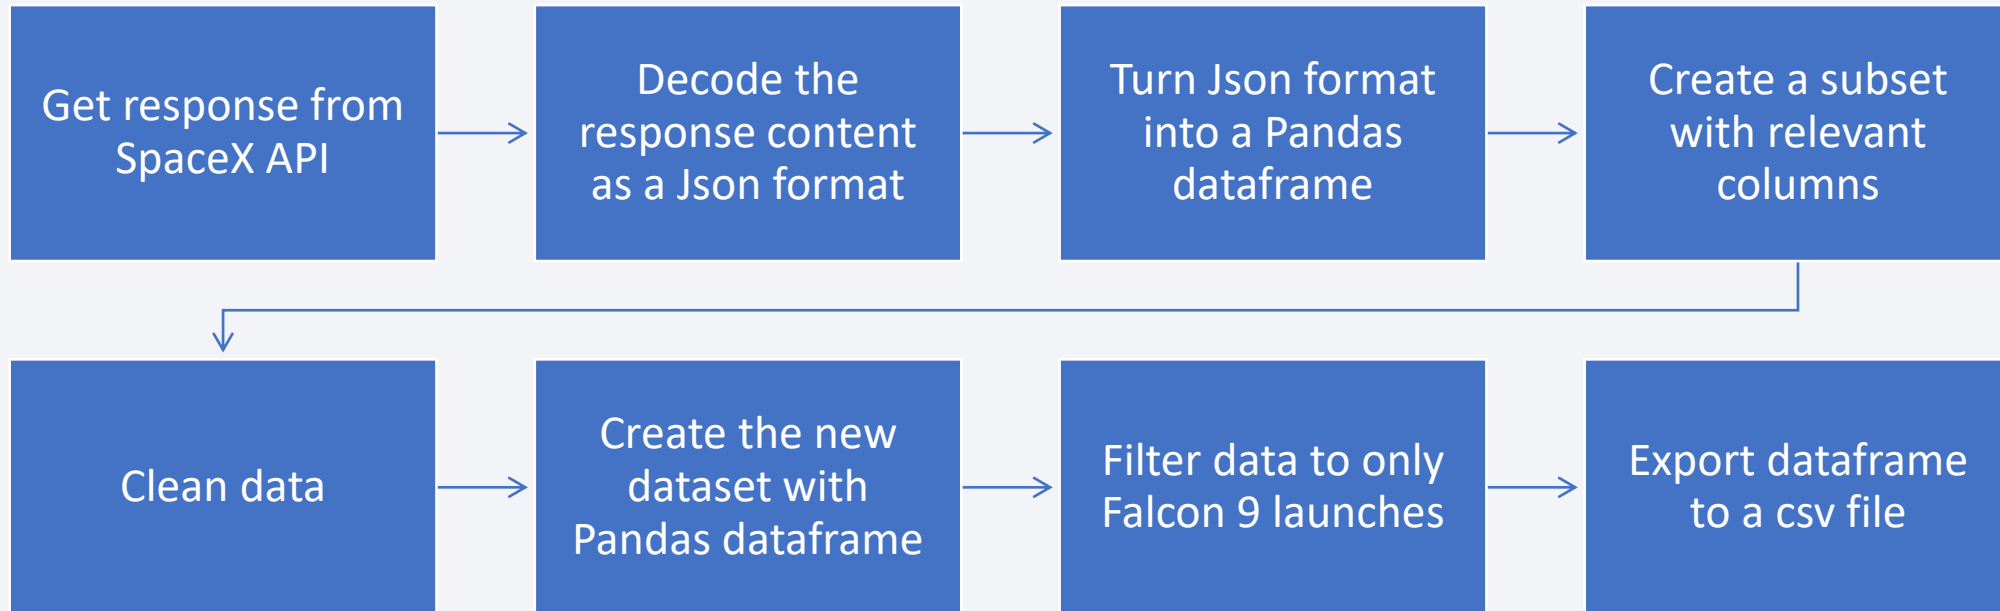 Get response from
SpaceX API
Decode the
response content
as a Json format
Turn Json format
into a Pandas
dataframe
Create a subset
with relevant
columns
Clean data
Create the new
dataset with
Pandas dataframe
Filter data to only
Falcon 9 launches
Export dataframe
to a csv file